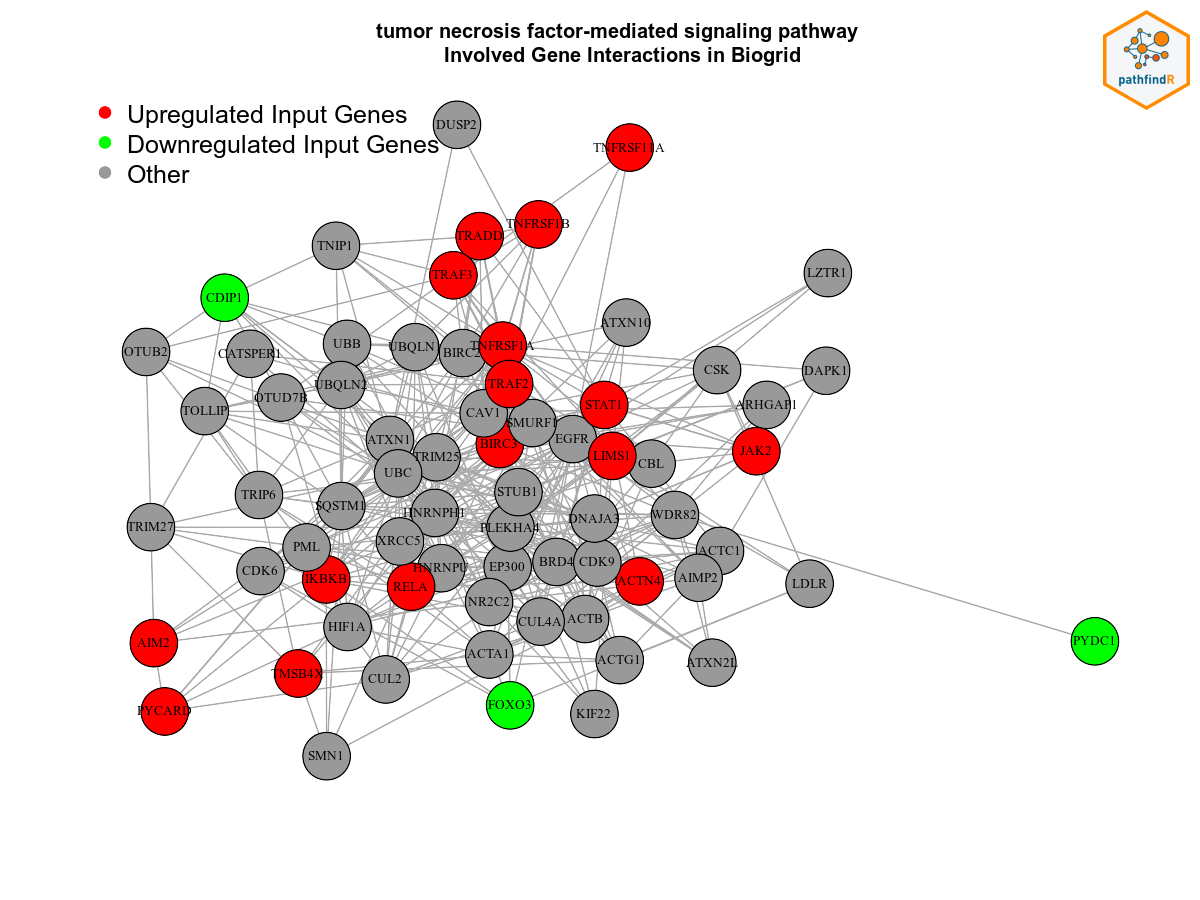 tumor necrosis factor-mediated signaling pathway
Involved Gene Interactions in Biogrid
pathfindR
Upregulated Input Genes
Downregulated Input Genes
Other
DUSP2
TNFRSF11A
TNFRSF1B
TRADD
TNIP1
TRAF3
LZTR1
CDIP1
ATXN10
UBB
UBQLN
BIRC2
TNFRSF1A
OTUB2
CATSPER1
CSK
DAPK1
UBQLN2
TRAF2
OTUD7B
STAT1
ARHGAP1
TOLLIP
CAV1
SMURF1
ATXN1
EGFR
BIRC3
JAK2
TRIM25
LIMS1
CBL
UBC
STUB1
TRIP6
SQSTM1
HNRNPH1
WDR82
DNAJA3
TRIM27
PLEKHA4
XRCC5
PML
ACTC1
BRD4
CDK9
EP300
HNRNPU
CDK6
AIMP2
IKBKB
ACTN4
LDLR
RELA
NR2C2
ACTB
CUL4A
HIF1A
AIM2
PYDC1
ACTA1
ACTG1
ATXN2L
TMSB4X
CUL2
FOXO3
PYCARD
KIF22
SMN1